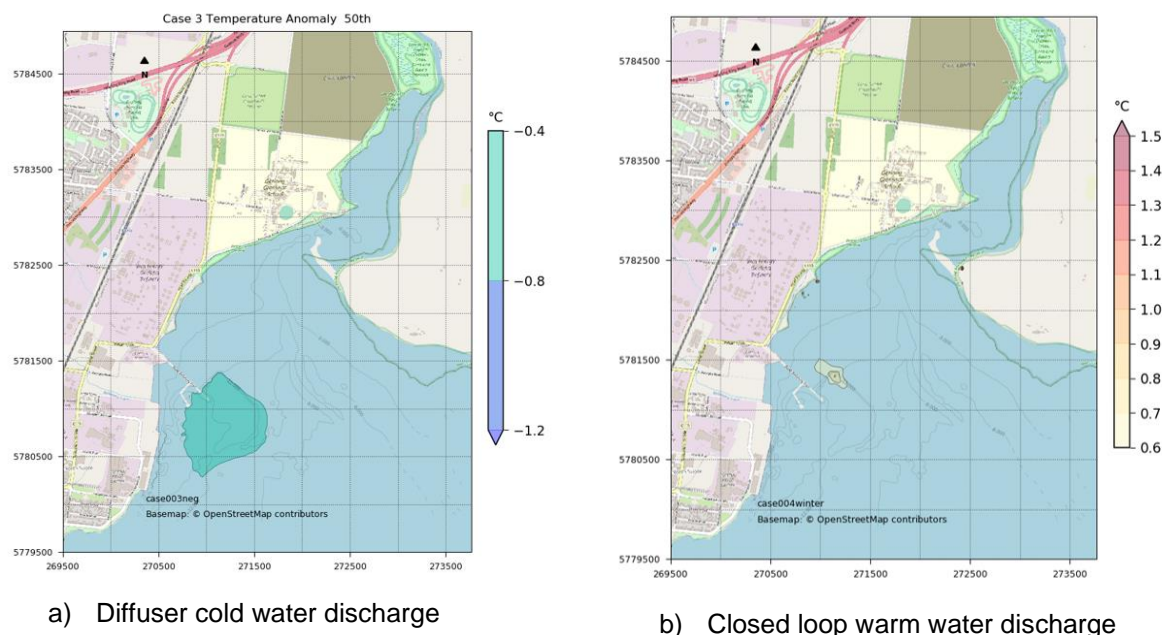 Case 3 Temperature Anomaly 50th
5784500
5783500
5782500
5781500
5780500
5779500
269500 270500 271500 272500 273500
N
°C
−0.4
−0.8
−1.2
case003neg
Basemap: © OpenStreetMap contributors
a) Diffuser cold water discharge
5784500
5783500
5782500
5781500
5780500
5779500
269500 270500 271500 272500 273500
N
°C
1.5
1.4
1.3
1.2
1.1
1.0
0.9
0.8
0.7
0.6
case004winter
Basemap: © OpenStreetMap contributors
b) Closed loop warm water discharge